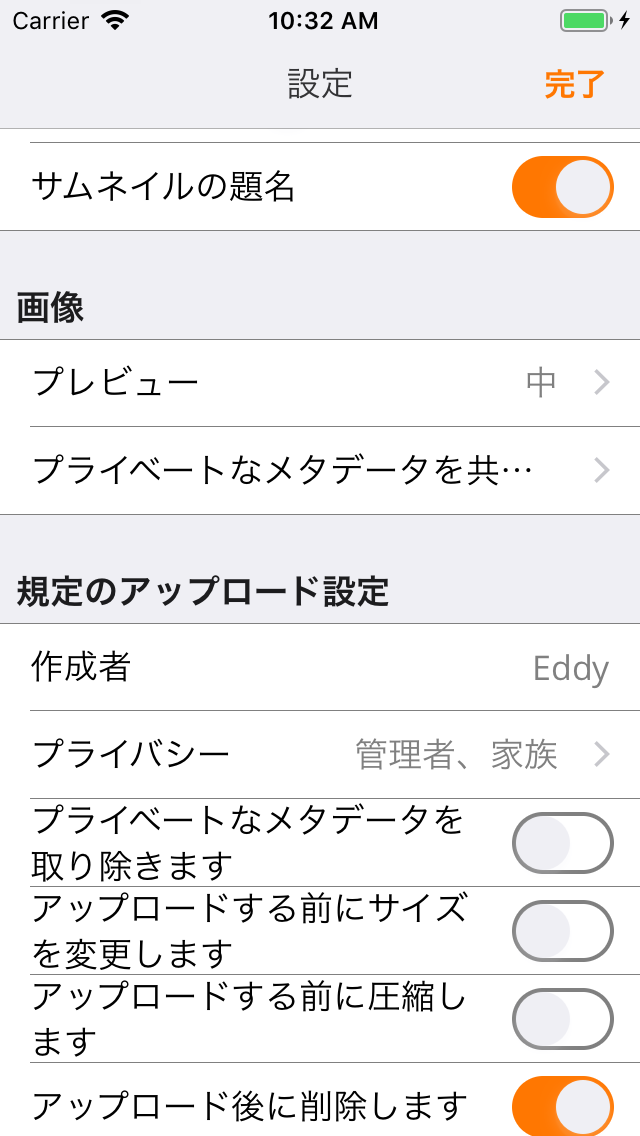 Carrier 10:32 AM
設定 完了
サムネイルの題名
画像
プレビュー 中
プライベートなメタデータを共…
規定のアップロード設定
作成者 Eddy
プライバシー 管理者、家族
プライベートなメタデータを
取り除きます
アップロードする前にサイズ
を変更します
アップロードする前に圧縮し
ます
アップロード後に削除します